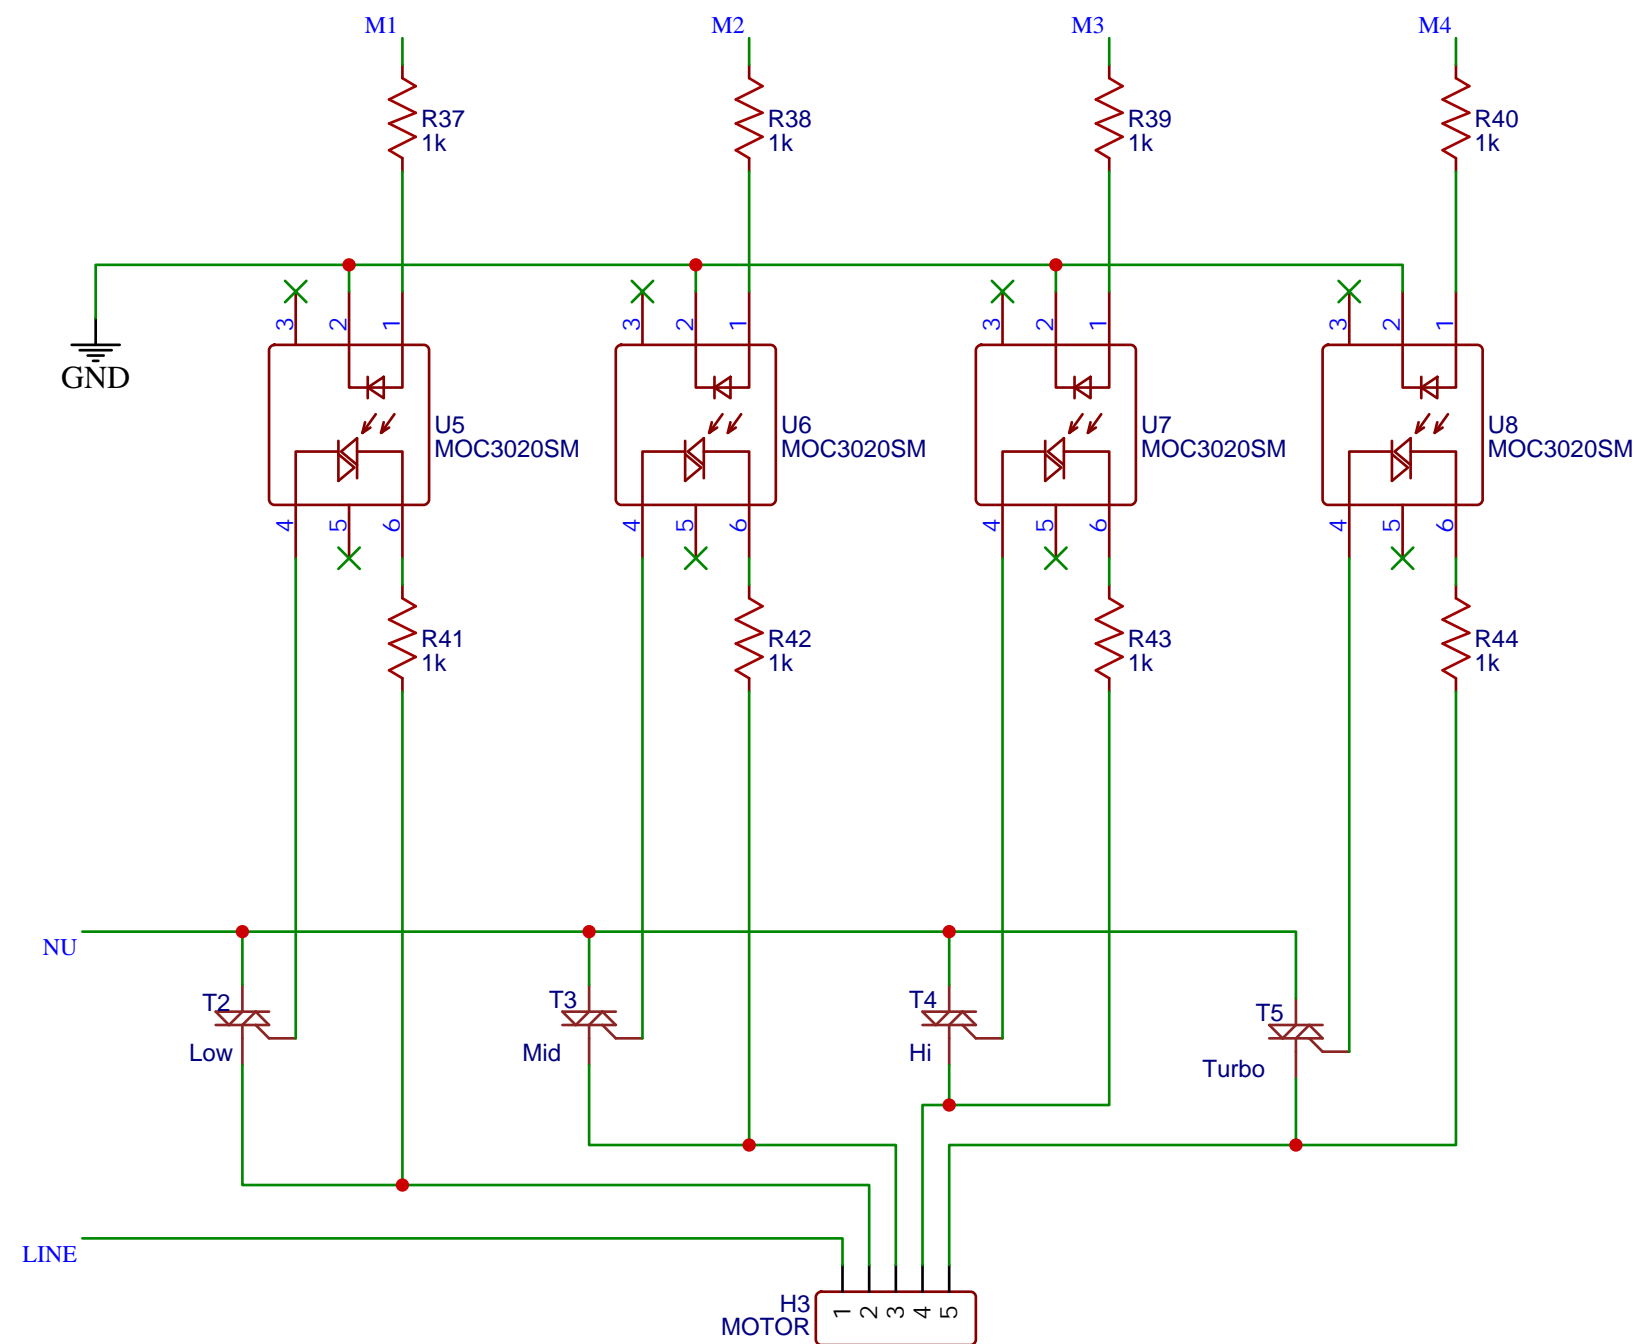 M1
M2
M3
M4
R37
1k
R38
1k
R39
1k
R40
1k
GND
3 2 1
3 2 1
3 2 1
3 2 1
U5
MOC3020SM
U6
MOC3020SM
U7
MOC3020SM
U8
MOC3020SM
4 5 6
4 5 6
4 5 6
4 5 6
R41
1k
R42
1k
R43
1k
R44
1k
NU
T2
Low
T3
Mid
T4
Hi
T5
Turbo
LINE
H3
MOTOR
1 2 3 4 5